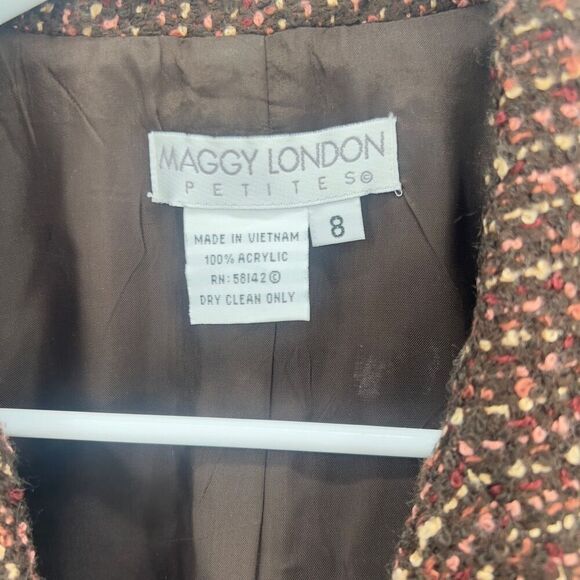 MAGGY LONDON
PETITES©
8
MADE IN VIETNAM
100% ACRYLIC
RN: 58142 ©
DRY CLEAN ONLY